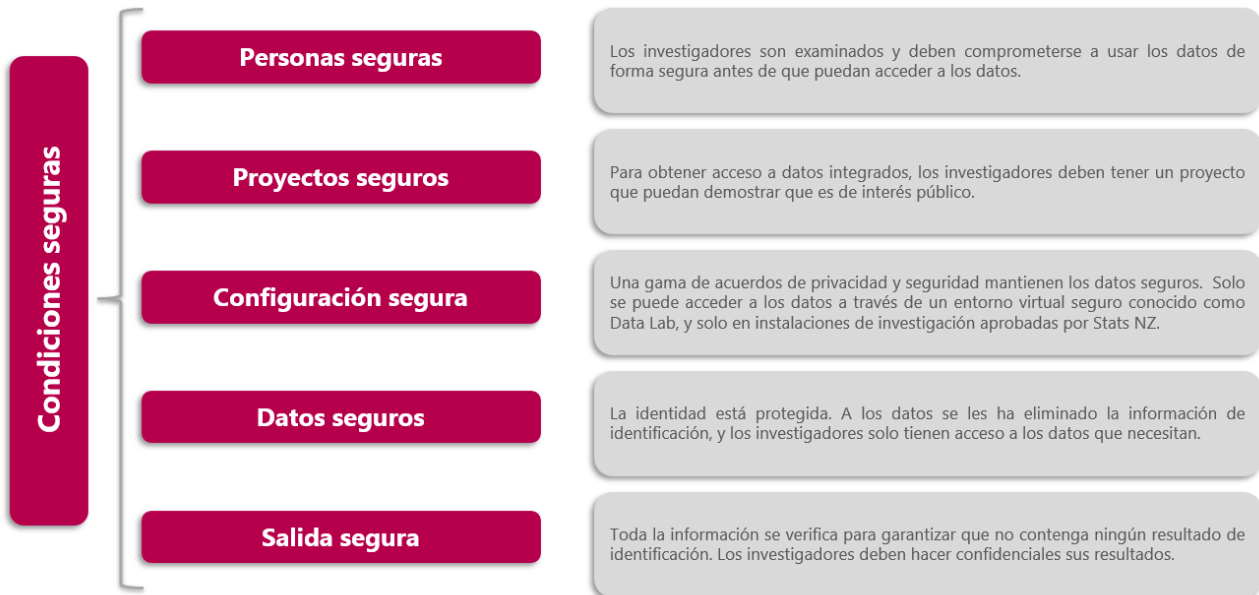 Condiciones seguras
Personas seguras
Los investigadores son examinados y deben comprometerse a usar los datos de
forma segura antes de que puedan acceder a los datos.
Proyectos seguros
Para obtener acceso a datos integrados, los investigadores deben tener un proyecto
que puedan demostrar que es de interés público.
Configuración segura
Una gama de acuerdos de privacidad y seguridad mantienen los datos seguros. Solo
se puede acceder a los datos a través de un entorno virtual seguro conocido como
Data Lab, y solo en instalaciones de investigación aprobadas por Stats NZ.
Datos seguros
La identidad está protegida. A los datos se les ha eliminado la información de
identificación, y los investigadores solo tienen acceso a los datos que necesitan.
Salida segura
Toda la información se verifica para garantizar que no contenga ningún resultado de
identificación. Los investigadores deben hacer confidenciales sus resultados.